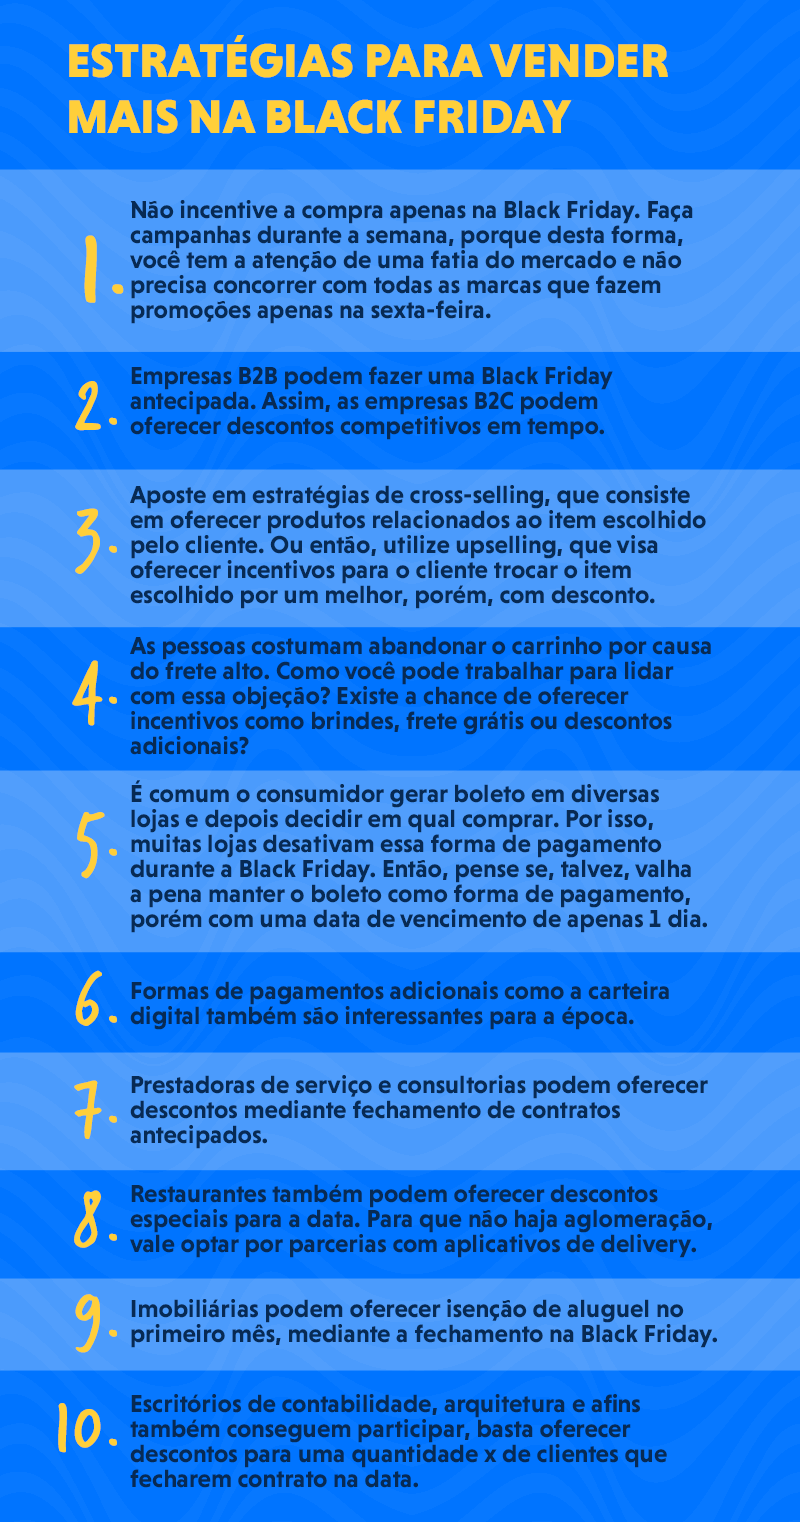 ESTRATÉGIAS PARA VENDER
MAIS NA BLACK FRIDAY
1.
Não incentive a compra apenas na Black Friday. Faça
campanhas durante a semana, porque desta forma,
você tem a atenção de uma fatia do mercado e não
precisa concorrer com todas as marcas que fazem
promoções apenas na sexta-feira.
2.
Empresas B2B podem fazer uma Black Friday
antecipada. Assim, as empresas B2C podem
oferecer descontos competitivos em tempo.
3.
Aposte em estratégias de cross-selling, que consiste
em oferecer produtos relacionados ao item escolhido
pelo cliente. Ou então, utilize upselling, que visa
oferecer incentivos para o cliente trocar o item
escolhido por um melhor, porém, com desconto.
4.
As pessoas costumam abandonar o carrinho por causa
do frete alto. Como você pode trabalhar para lidar
com essa objeção? Existe a chance de oferecer
incentivos como brindes, frete grátis ou descontos
adicionais?
5.
É comum o consumidor gerar boleto em diversas
lojas e depois decidir em qual comprar. Por isso,
muitas lojas desativam essa forma de pagamento
durante a Black Friday. Então, pense se, talvez, valha
a pena manter o boleto como forma de pagamento,
porém com uma data de vencimento de apenas 1 dia.
6.
Formas de pagamentos adicionais como a carteira
digital também são interessantes para a época.
7.
Prestadoras de serviço e consultorias podem oferecer
descontos mediante fechamento de contratos
antecipados.
8.
Restaurantes também podem oferecer descontos
especiais para a data. Para que não haja aglomeração,
vale optar por parcerias com aplicativos de delivery.
9.
Imobiliárias podem oferecer isenção de aluguel no
primeiro mês, mediante a fechamento na Black Friday.
10.
Escritórios de contabilidade, arquitetura e afins
também conseguem participar, basta oferecer
descontos para uma quantidade x de clientes que
fecharem contrato na data.